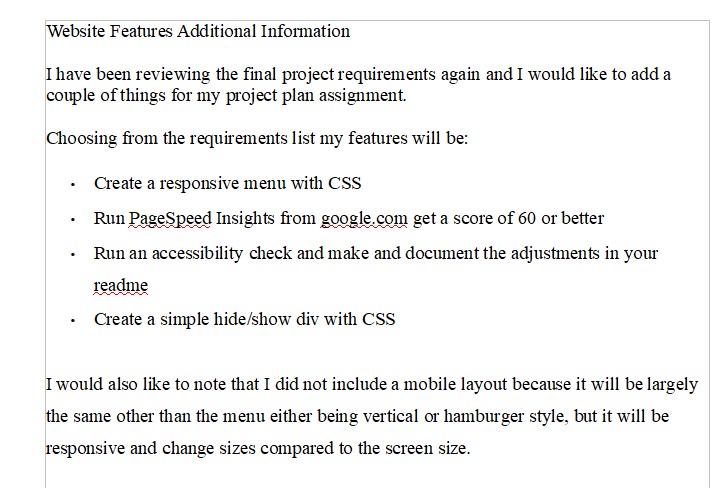 Website Features Additional Information
I have been reviewing the final project requirements again and I would like to add a
couple of things for my project plan assignment.
Choosing from the requirements list my features will be:
• Create a responsive menu with CSS
• Run PageSpeed Insights from google.com get a score of 60 or better
• Run an accessibility check and make and document the adjustments in your
readme
• Create a simple hide/show div with CSS
I would also like to note that I did not include a mobile layout because it will be largely
the same other than the menu either being vertical or hamburger style, but it will be
responsive and change sizes compared to the screen size.